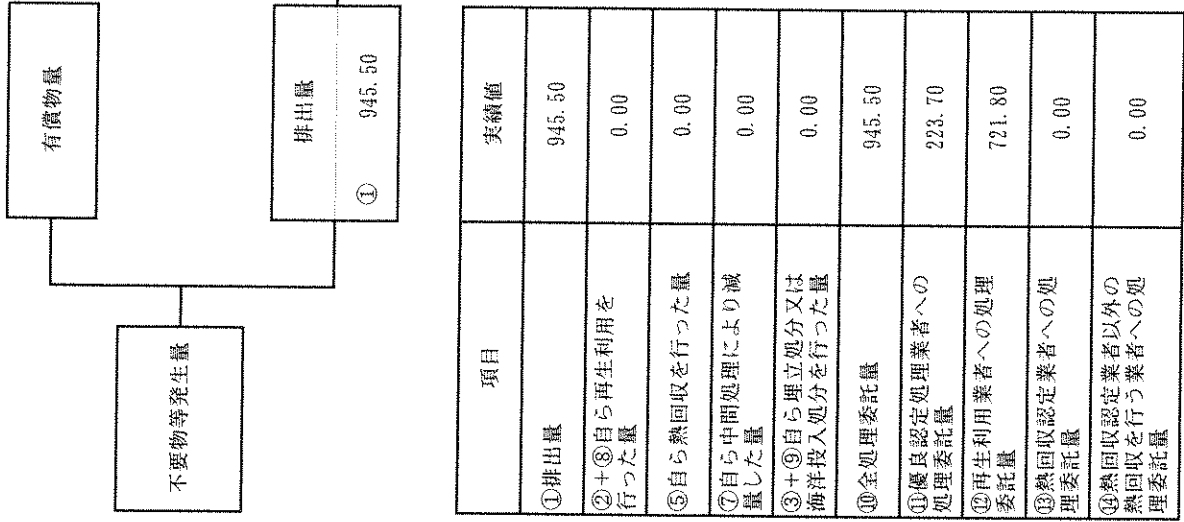 不要物等発生量
有償物量
排出量
① 945.50
項目 実績値
①排出量 945.50
②+⑧自ら再生利用を
行った量 0.00
⑤自ら熱回収を行った量 0.00
⑦自ら中間処理により減
量した量 0.00
③+⑨自ら埋立処分又は
海洋投入処分を行った量 0.00
⑩全処理委託量 945.50
⑪優良認定処理業者への
処理委託量 223.70
⑫再生利用業者への処理
委託量 721.80
⑬熱回収認定業者への処
理委託量 0.00
⑭熱回収認定業者以外の
熱回収を行う業者への処
理委託量 0.00